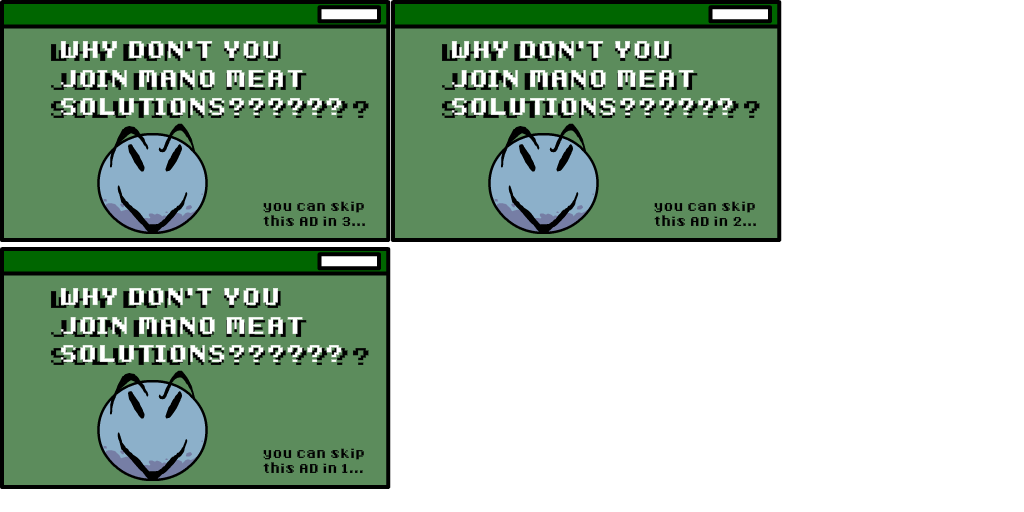 WHY DON'T YOU
JOIN MANO MEAT
SOLUTIONS??????
you can skip
this AD in 3...
WHY DON'T YOU
JOIN MANO MEAT
SOLUTIONS??????
you can skip
this AD in 2...
WHY DON'T YOU
JOIN MANO MEAT
SOLUTIONS??????
you can skip
this AD in 1...